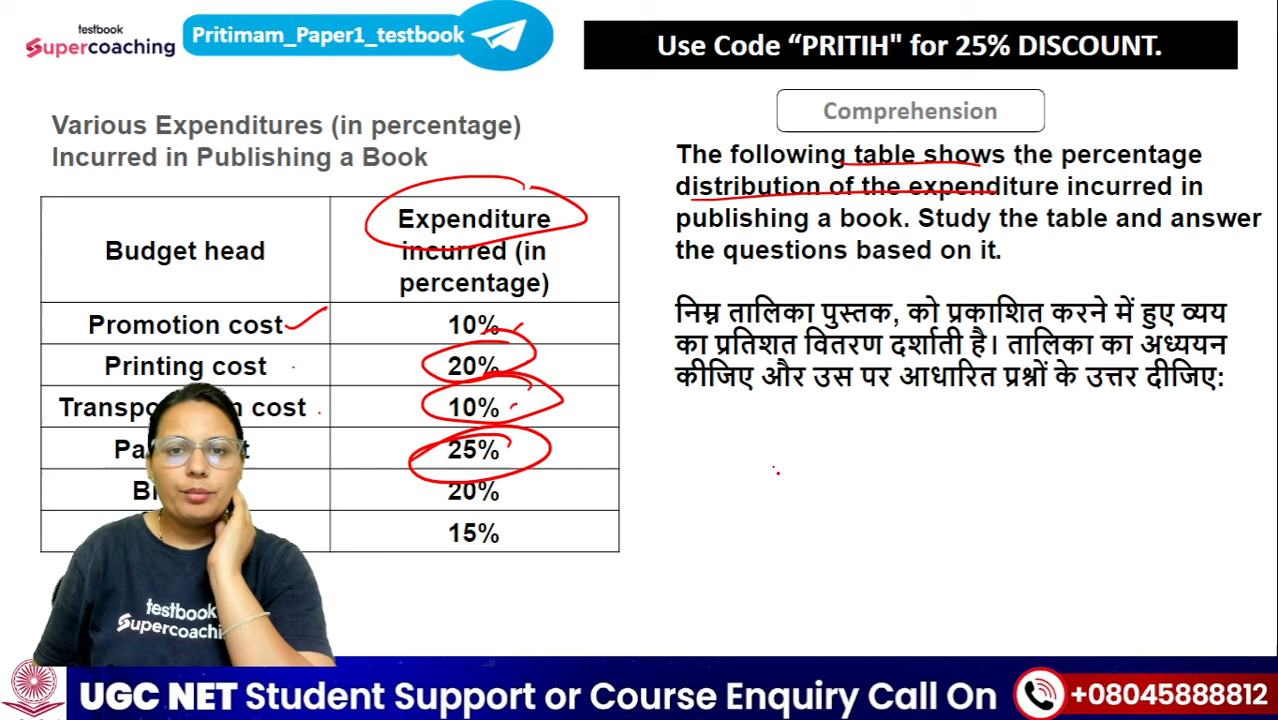 testbook
Supercoaching
Pritimam_Paper1_testbook
Use Code “PRITIH" for 25% DISCOUNT.
Various Expenditures (in percentage)
Incurred in Publishing a Book
Budget head
Expenditure
incurred (in
percentage)
Promotion cost
10%
Printing cost
20%
cost
10%
25%
20%
15%
Comprehension
The following table shows the percentage
distribution of the expenditure incurred in
publishing a book. Study the table and answer
the questions based on it.
निम्न तालिका पुस्तक, को प्रकाशित करने में हुए व्यय
का प्रतिशत वितरण दर्शाती है। तालिका का अध्ययन
कीजिए और उस पर आधारित प्रश्नों के उत्तर दीजिए:
testbook
UGC NET Student Support or Course Enquiry Call On
+08045888812